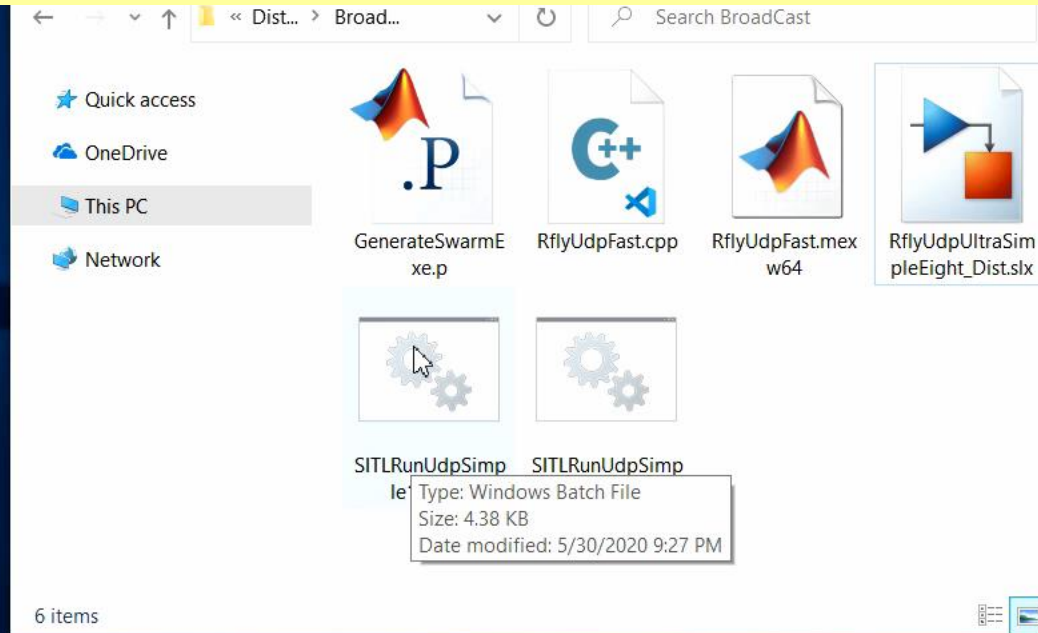 « Dist... > Broad...
Search BroadCast
Quick access
OneDrive
This PC
Network
.P
C++
GenerateSwarmE
xe.p
RflyUdpFast.cpp
RflyUdpFast.mex
w64
RflyUdpUltraSim
pleEight_Dist.slx
SITLRunUdpSimp
le
SITLRunUdpSimp
Type: Windows Batch File
Size: 4.38 KB
Date modified: 5/30/2020 9:27 PM
6 items